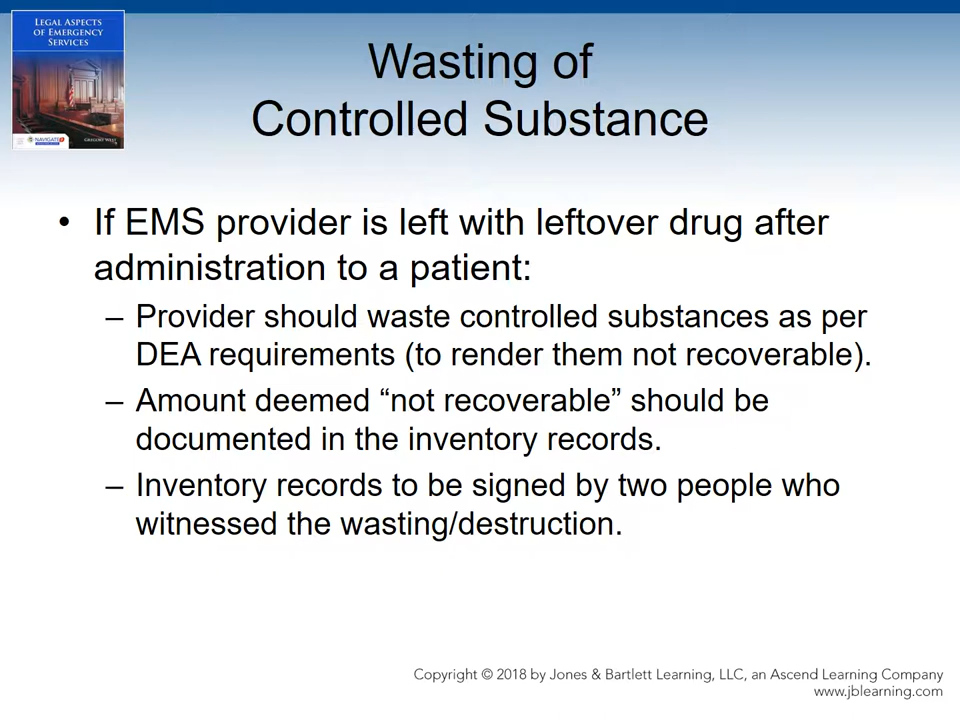 LEGAL ASPECTS
OF EMERGENCY
SERVICES
NAVIGATE
Wasting of
Controlled Substance
• If EMS provider is left with leftover drug after
administration to a patient:
– Provider should waste controlled substances as per
DEA requirements (to render them not recoverable).
– Amount deemed “not recoverable” should be
documented in the inventory records.
– Inventory records to be signed by two people who
witnessed the wasting/destruction.
Copyright © 2018 by Jones & Bartlett Learning, LLC, an Ascend Learning Company
www.jblearning.com